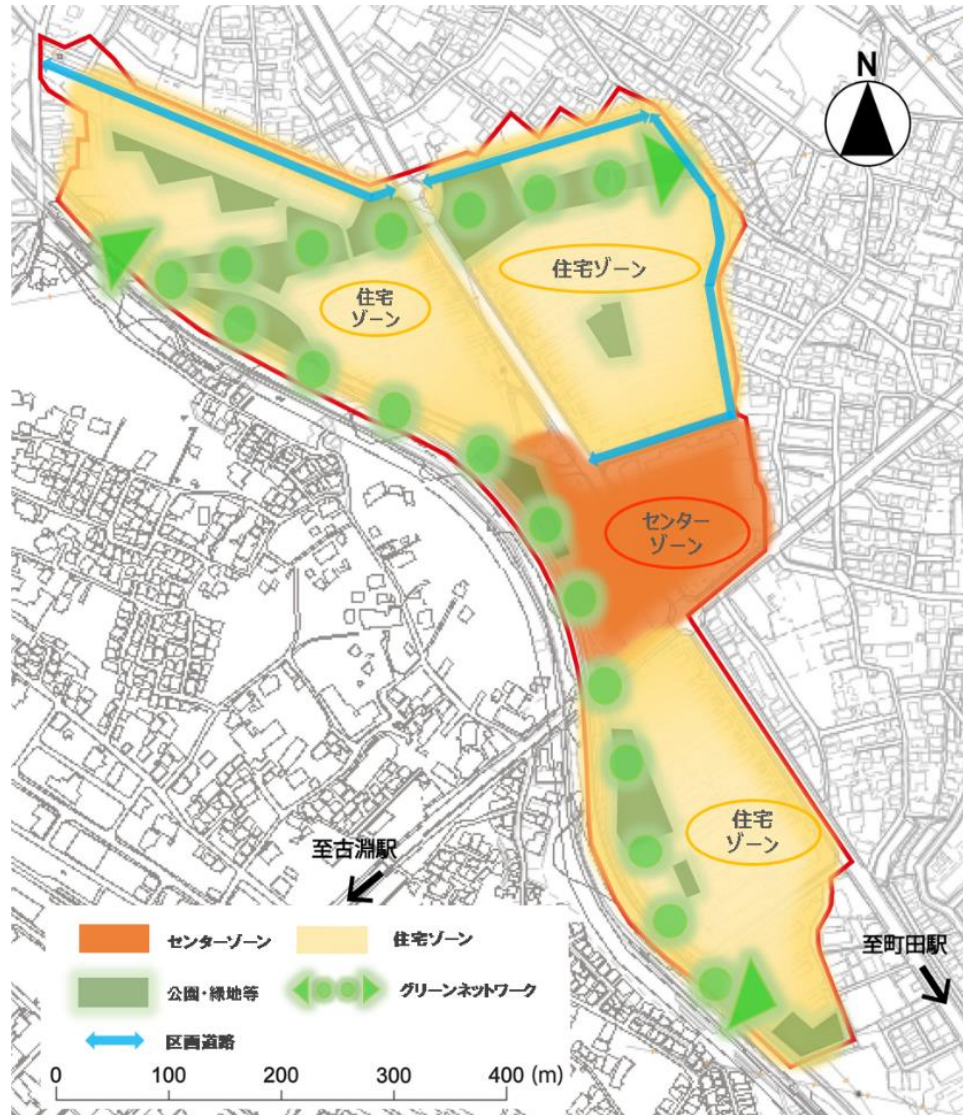 N
住宅ゾーン
住宅
ゾーン
センター
ゾーン
住宅
ゾーン
至古淵駅
至町田駅
センターゾーン
住宅ゾーン
公園・緑地等
グリーンネットワーク
区画道路
0 100 200 300 400 (m)